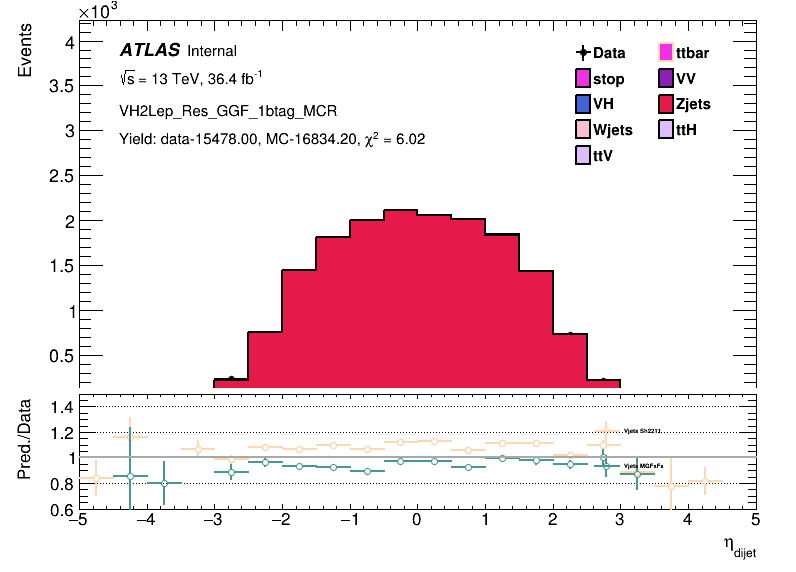 ×10³
Events
4
3.5
3
2.5
2
1.5
1
0.5
ATLAS Internal
√s = 13 TeV, 36.4 fb⁻¹
VH2Lep_Res_GGF_1btag_MCR
Yield: data-15478.00, MC-16834.20, χ² = 6.02
Data ttbar
stop VV
VH Zjets
Wjets ttH
ttV
Pred./Data
1.4
1.2
1
0.8
0.6
Vjets Sh2211
Vjets MGFxFx
−5 −4 −3 −2 −1 0 1 2 3 4 5
η_dijet